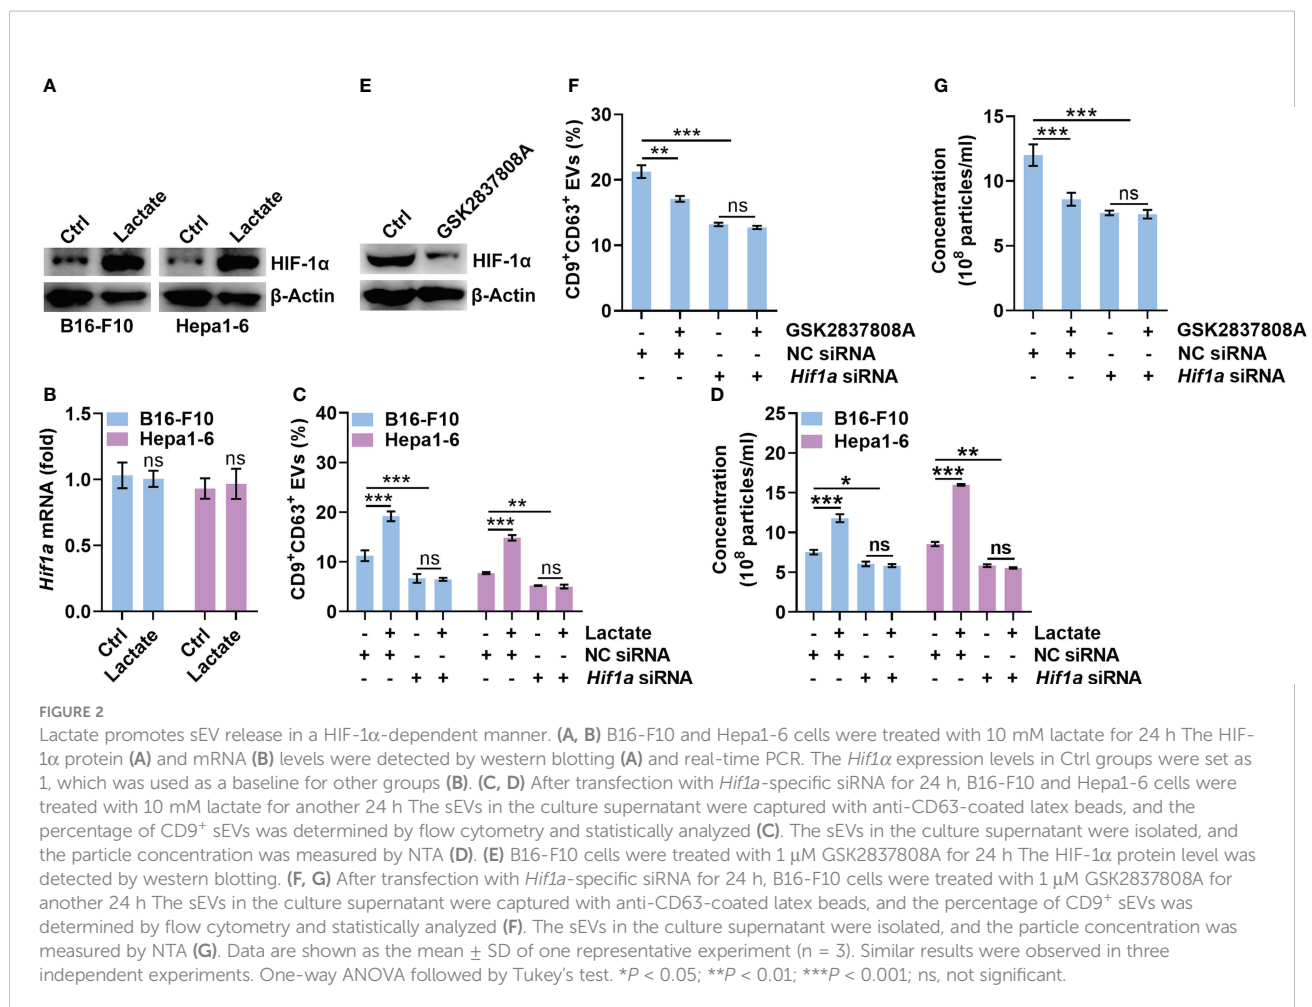 A
Ctrl
Lactate
Ctrl
Lactate
HIF-1α
β-Actin
B16-F10
Hepa1-6
E
Ctrl
GSK2837808A
HIF-1α
β-Actin
F
CD9+CD63+ EVs (%)
30
20
10
0
***
**
ns
- + - + GSK2837808A
+ + - - NC siRNA
- - + + Hif1a siRNA
G
Concentration
(10⁸ particles/ml)
15
10
5
0
***
***
ns
- + - + GSK2837808A
+ + - - NC siRNA
- - + + Hif1a siRNA
B
Hif1a mRNA (fold)
1.5
1.0
0.5
0.0
B16-F10
Hepa1-6
ns
ns
Ctrl
Lactate
Ctrl
Lactate
C
CD9+CD63+ EVs (%)
40
30
20
10
0
B16-F10
Hepa1-6
***
***
ns
**
***
ns
- + - + - + - + Lactate
+ + - - + + - - NC siRNA
- - + + - - + + Hif1a siRNA
D
Concentration
(10⁸ particles/ml)
25
20
15
10
5
0
B16-F10
Hepa1-6
*
***
ns
**
***
ns
- + - + - + - + Lactate
+ + - - + + - - NC siRNA
- - + + - - + + Hif1a siRNA
FIGURE 2
Lactate promotes sEV release in a HIF-1α-dependent manner. (A, B) B16-F10 and Hepa1-6 cells were treated with 10 mM lactate for 24 h The HIF-
1α protein (A) and mRNA (B) levels were detected by western blotting (A) and real-time PCR. The Hif1α expression levels in Ctrl groups were set as
1, which was used as a baseline for other groups (B). (C, D) After transfection with Hif1a-specific siRNA for 24 h, B16-F10 and Hepa1-6 cells were
treated with 10 mM lactate for another 24 h The sEVs in the culture supernatant were captured with anti-CD63-coated latex beads, and the
percentage of CD9+ sEVs was determined by flow cytometry and statistically analyzed (C). The sEVs in the culture supernatant were isolated, and
the particle concentration was measured by NTA (D). (E) B16-F10 cells were treated with 1 μM GSK2837808A for 24 h The HIF-1α protein level was
detected by western blotting. (F, G) After transfection with Hif1a-specific siRNA for 24 h, B16-F10 cells were treated with 1 μM GSK2837808A for
another 24 h The sEVs in the culture supernatant were captured with anti-CD63-coated latex beads, and the percentage of CD9+ sEVs was
determined by flow cytometry and statistically analyzed (F). The sEVs in the culture supernatant were isolated, and the particle concentration was
measured by NTA (G). Data are shown as the mean ± SD of one representative experiment (n = 3). Similar results were observed in three
independent experiments. One-way ANOVA followed by Tukey's test. *P < 0.05; **P < 0.01; ***P < 0.001; ns, not significant.